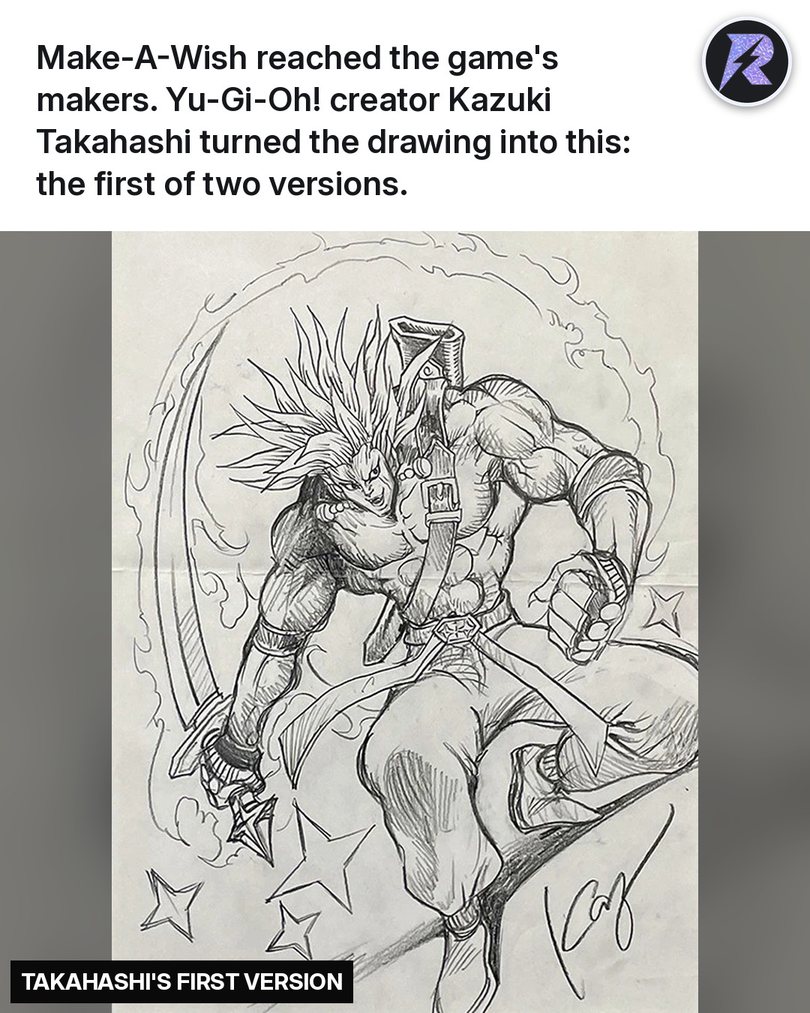 Make-A-Wish reached the game's
makers. Yu-Gi-Oh! creator Kazuki
Takahashi turned the drawing into this:
the first of two versions.
R
TAKAHASHI'S FIRST VERSION